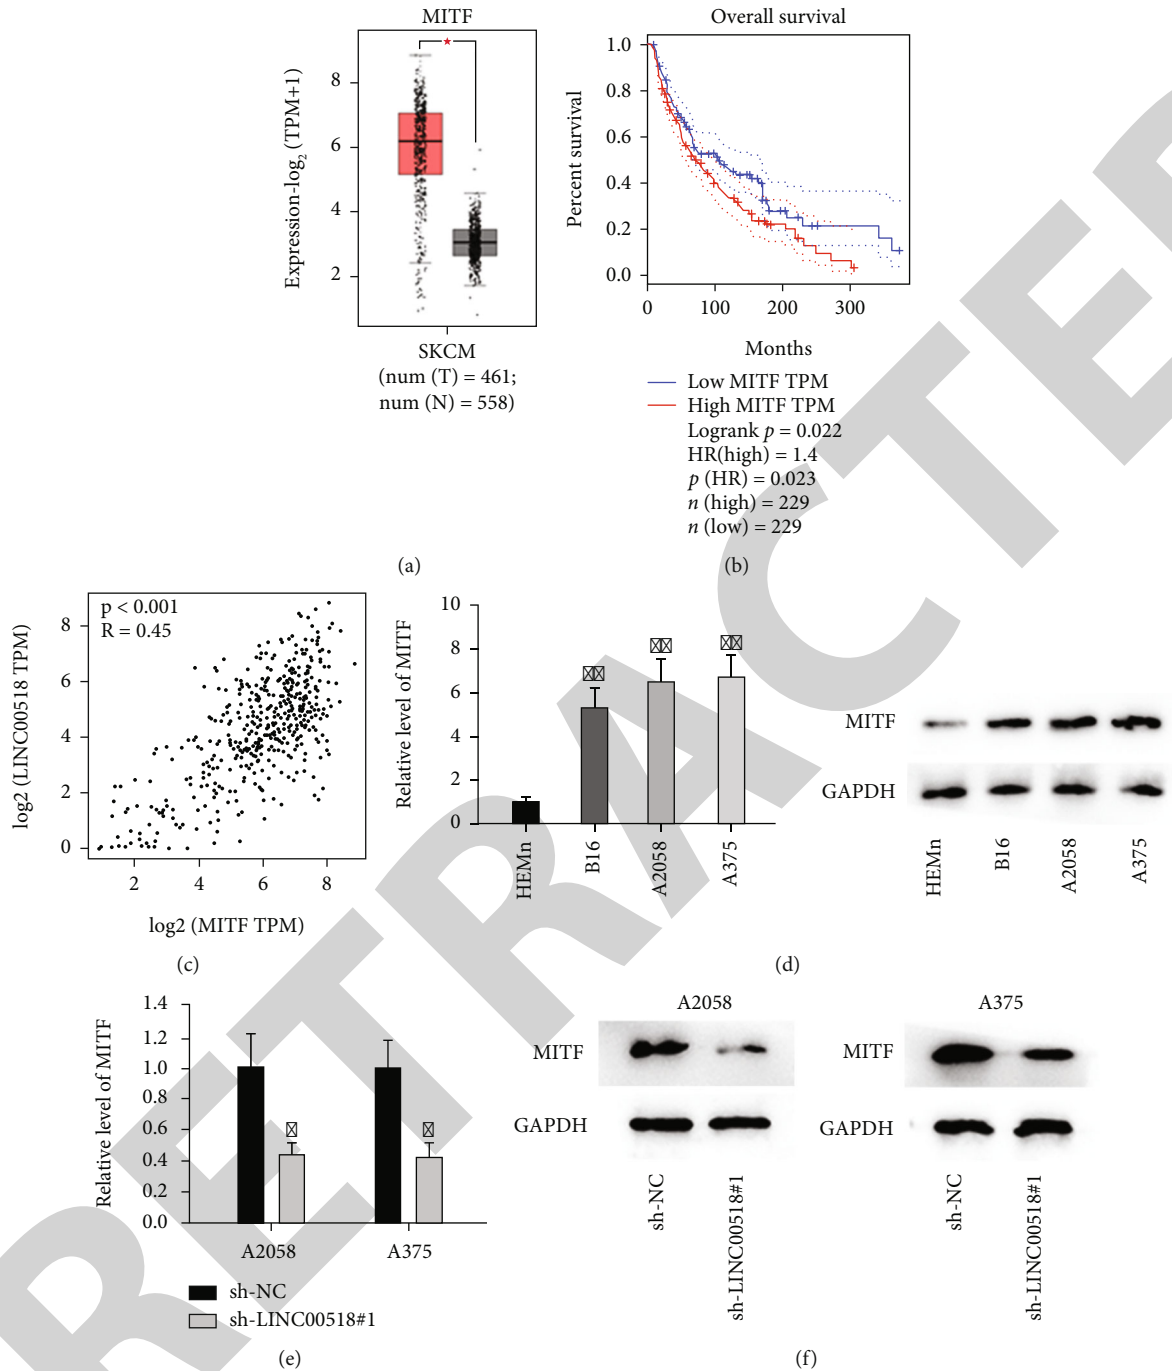 MITF
Expression-log2 (TPM+1)
8
6
4
2
SKCM
(num (T) = 461;
num (N) = 558)
(a)
Overall survival
Percent survival
1.0
0.8
0.6
0.4
0.2
0.0
0 100 200 300
Months
Low MITF TPM
High MITF TPM
Logrank p = 0.022
HR(high) = 1.4
p (HR) = 0.023
n (high) = 229
n (low) = 229
(b)
p < 0.001
R = 0.45
log2 (LINC00518 TPM)
8
6
4
2
0
2 4 6 8
log2 (MITF TPM)
(c)
Relative level of MITF
10
8
6
4
2
0
HEMn
B16
A2058
A375
MITF
GAPDH
HEMn
B16
A2058
A375
(d)
Relative level of MITF
1.4
1.2
1.0
0.8
0.6
0.4
0.2
0.0
A2058 A375
sh-NC
sh-LINC00518#1
(e)
A2058
MITF
GAPDH
sh-NC
sh-LINC00518#1
A375
MITF
GAPDH
sh-NC
sh-LINC00518#1
(f)
RETRACTED